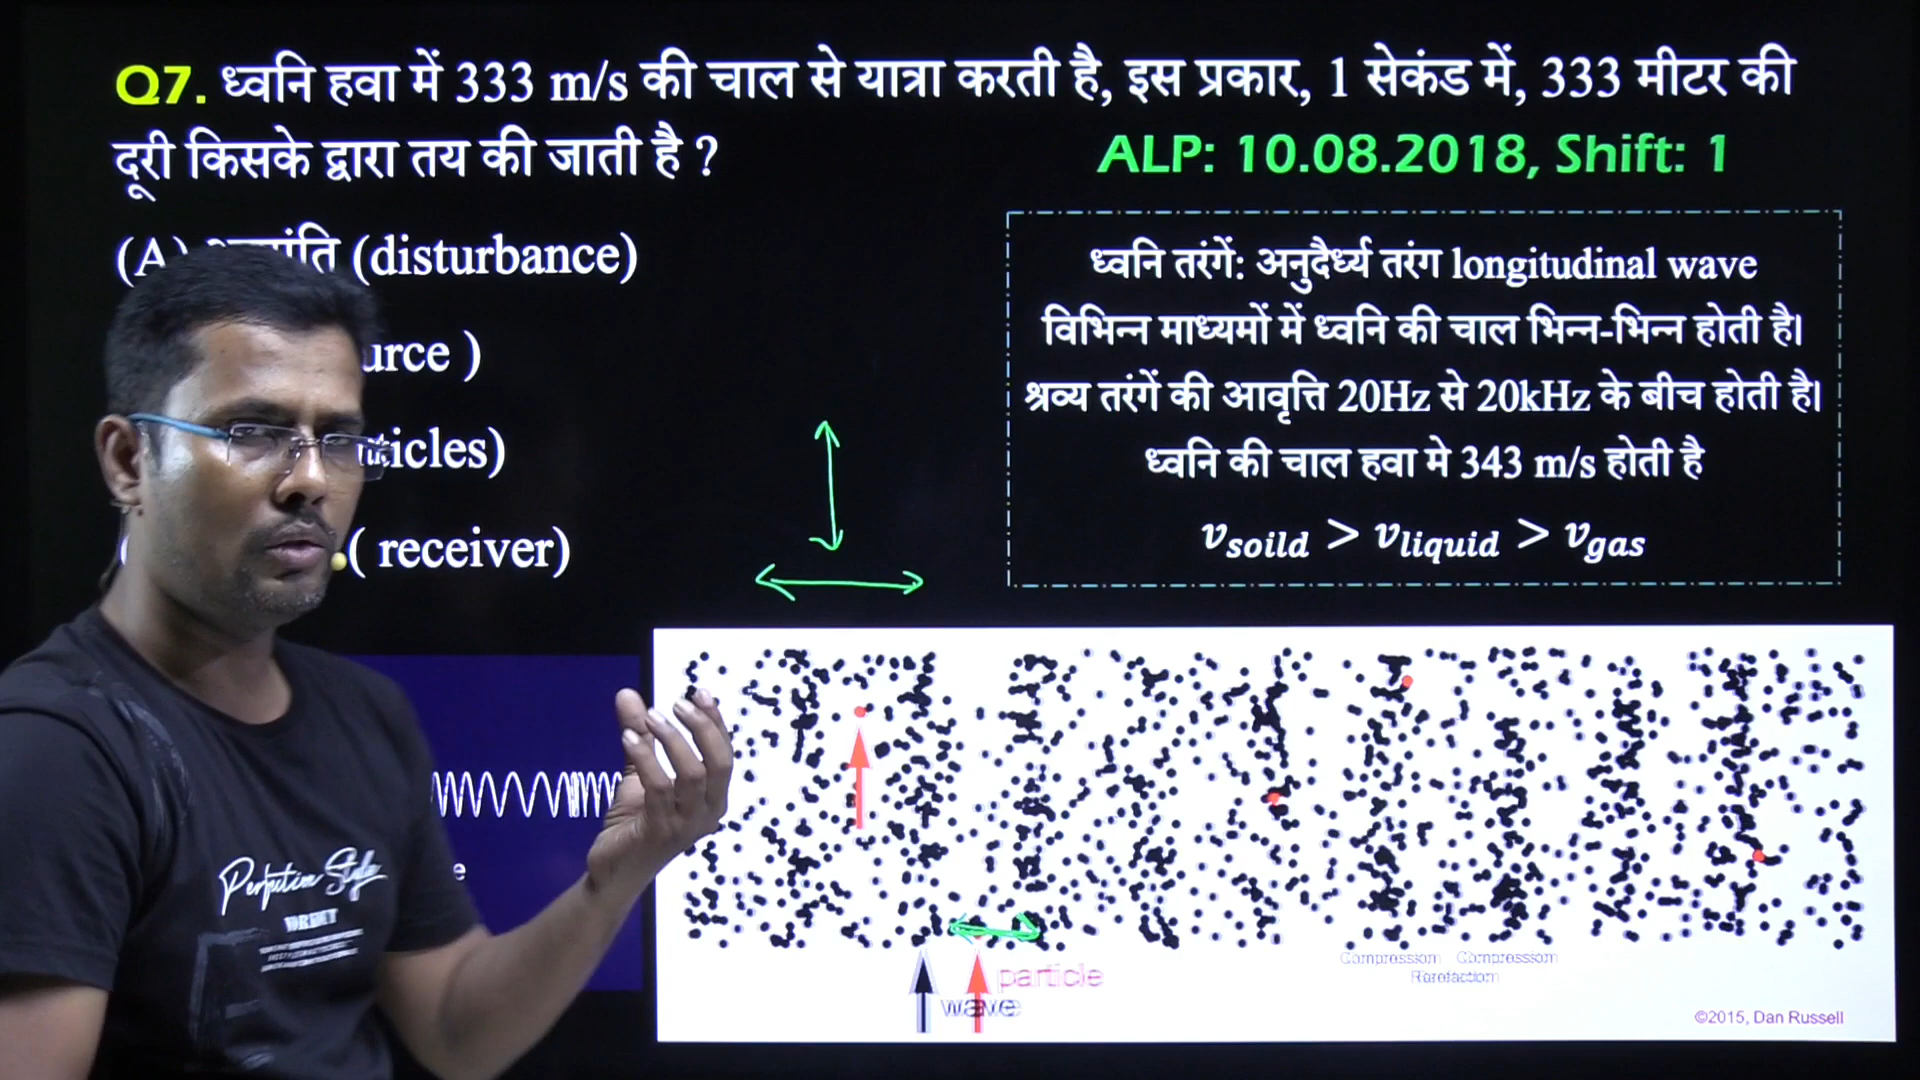 Q7. ध्वनि हवा में 333 m/s की चाल से यात्रा करती है, इस प्रकार, 1 सेकंड में, 333 मीटर की
दूरी किसके द्वारा तय की जाती है ?
ALP: 10.08.2018, Shift: 1
(A) (disturbance)
ध्वनि तरंगें: अनुदैर्ध्य तरंग longitudinal wave
विभिन्न माध्यमों में ध्वनि की चाल भिन्न-भिन्न होती है।
श्रव्य तरंगें की आवृत्ति 20Hz से 20kHz के बीच होती है।
ध्वनि की चाल हवा मे 343 m/s होती है
v_soild > v_liquid > v_gas
( receiver)
particle
wave
Compression Compression
Rarefaction
©2015, Dan Russell